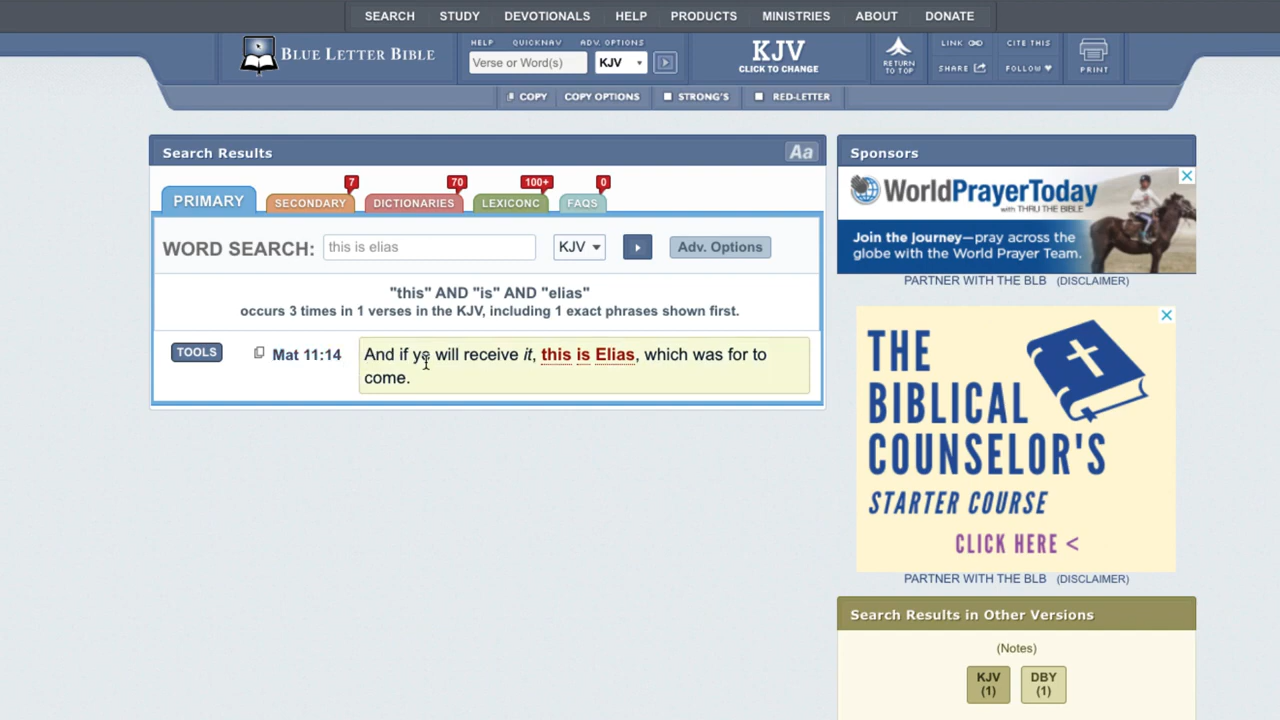 SEARCH STUDY DEVOTIONALS HELP PRODUCTS MINISTRIES ABOUT DONATE
BLUE LETTER BIBLE
HELP QUICKNAV ADV. OPTIONS
Verse or Word(s) KJV
KJV
CLICK TO CHANGE
RETURN
TO TOP
LINK CITE THIS
SHARE FOLLOW
PRINT
COPY COPY OPTIONS STRONG'S RED-LETTER
Search Results Aa
PRIMARY SECONDARY 7 DICTIONARIES 70 LEXICONC 100+ FAQS 0
WORD SEARCH: this is elias KJV Adv. Options
"this" AND "is" AND "elias"
occurs 3 times in 1 verses in the KJV, including 1 exact phrases shown first.
TOOLS Mat 11:14 And if ye will receive it, this is Elias, which was for to
come.
Sponsors
WorldPrayerToday
with THRU THE BIBLE
Join the journey—pray across the
globe with the World Prayer Team.
PARTNER WITH THE BLB (DISCLAIMER)
THE
BIBLICAL
COUNSELOR'S
STARTER COURSE
CLICK HERE <
PARTNER WITH THE BLB (DISCLAIMER)
Search Results in Other Versions
(Notes)
KJV DBY
(1) (1)